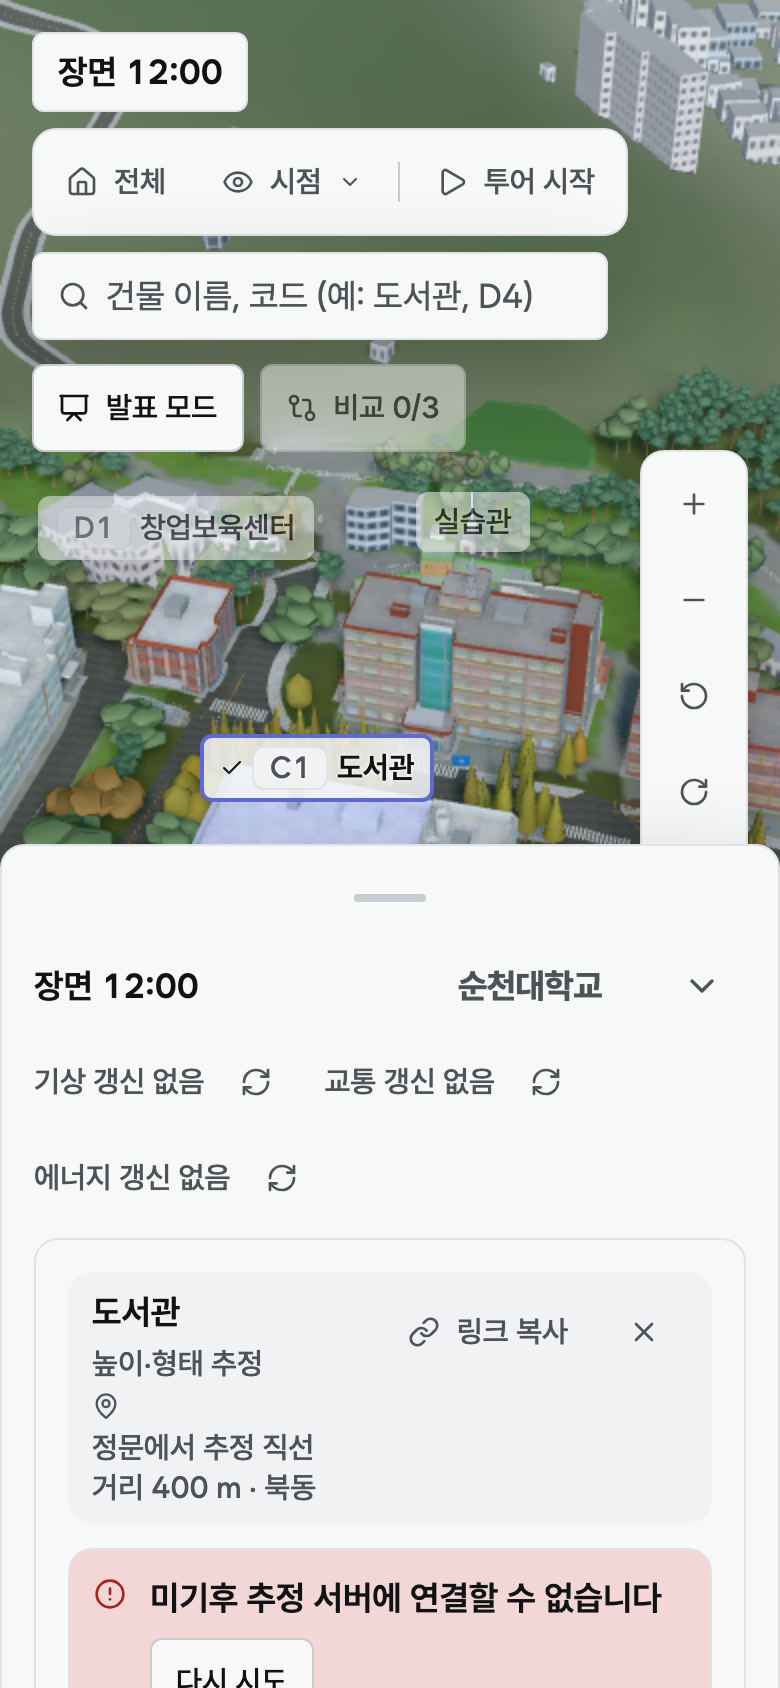 장면 12:00
전체 시점 투어 시작
건물 이름, 코드 (예: 도서관, D4)
발표 모드 비교 0/3
D1 창업보육센터 실습관
C1 도서관
장면 12:00 순천대학교
기상 갱신 없음 교통 갱신 없음
에너지 갱신 없음
도서관
링크 복사
높이·형태 추정
정문에서 추정 직선
거리 400 m · 북동
미기후 추정 서버에 연결할 수 없습니다
다시 시도